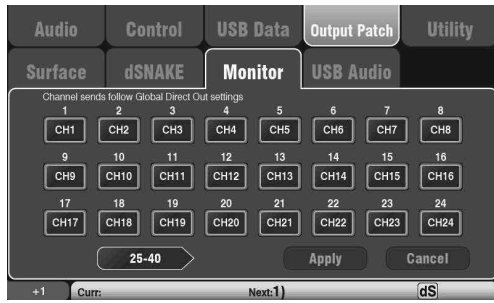 Audio Control USB Data Output Patch Utility
Surface dSNAKE Monitor USB Audio
Channel sends follow Global Direct Out settings
1 2 3 4 5 6 7 8
CH1 CH2 CH3 CH4 CH5 CH6 CH7 CH8
9 10 11 12 13 14 15 16
CH9 CH10 CH11 CH12 CH13 CH14 CH15 CH16
17 18 19 20 21 22 23 24
CH17 CH18 CH19 CH20 CH21 CH22 CH23 CH24
25-40 Apply Cancel
+1 Curr: Next:1) dS